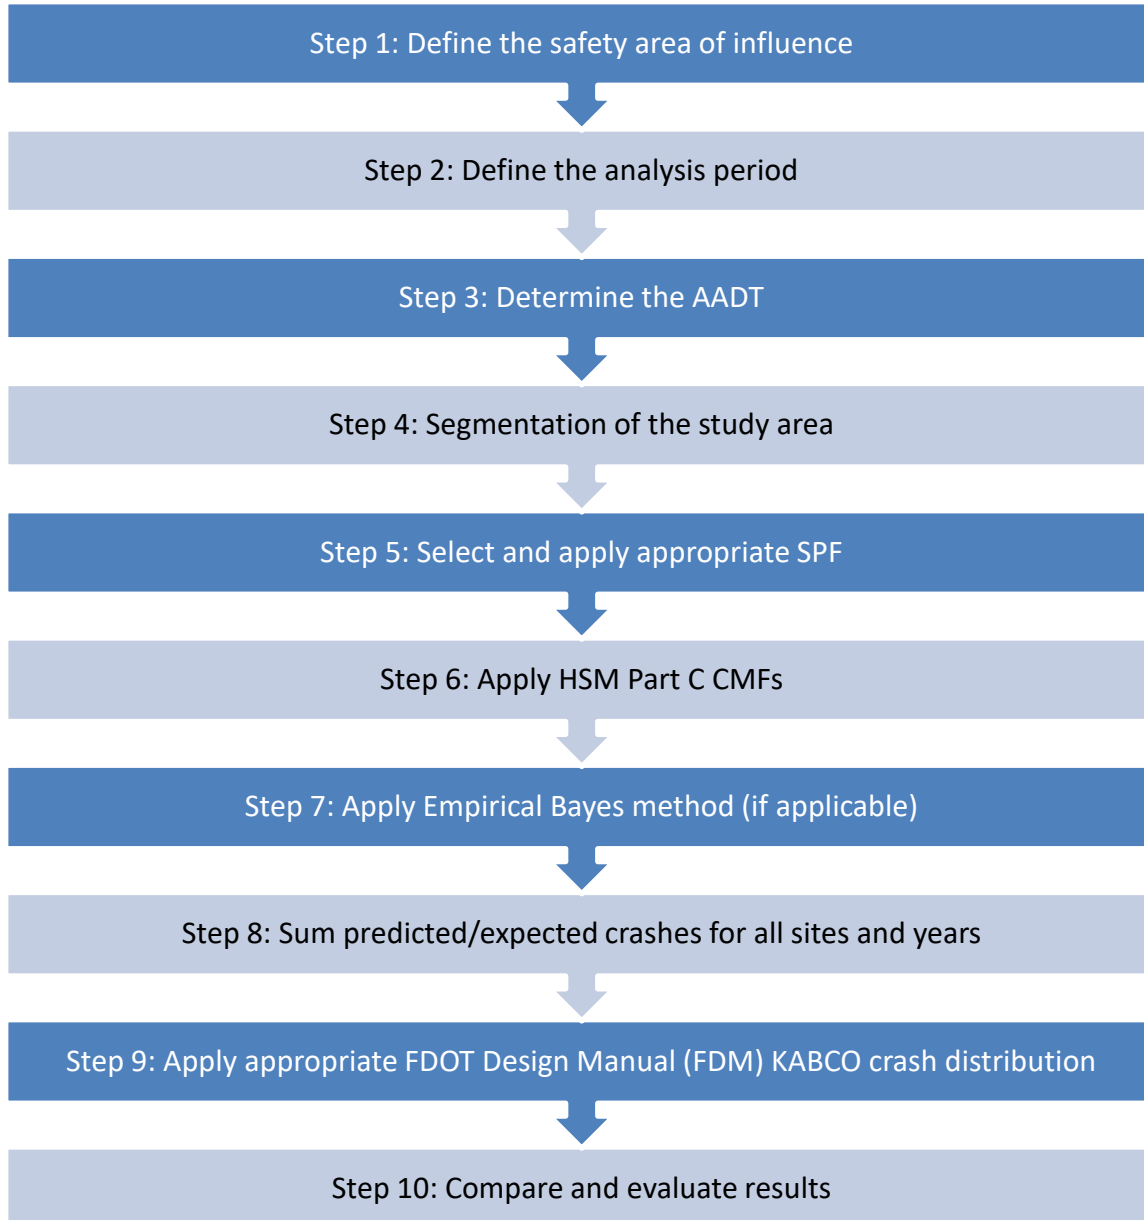 Step 1: Define the safety area of influence
Step 2: Define the analysis period
Step 3: Determine the AADT
Step 4: Segmentation of the study area
Step 5: Select and apply appropriate SPF
Step 6: Apply HSM Part C CMFs
Step 7: Apply Empirical Bayes method (if applicable)
Step 8: Sum predicted/expected crashes for all sites and years
Step 9: Apply appropriate FDOT Design Manual (FDM) KABCO crash distribution
Step 10: Compare and evaluate results